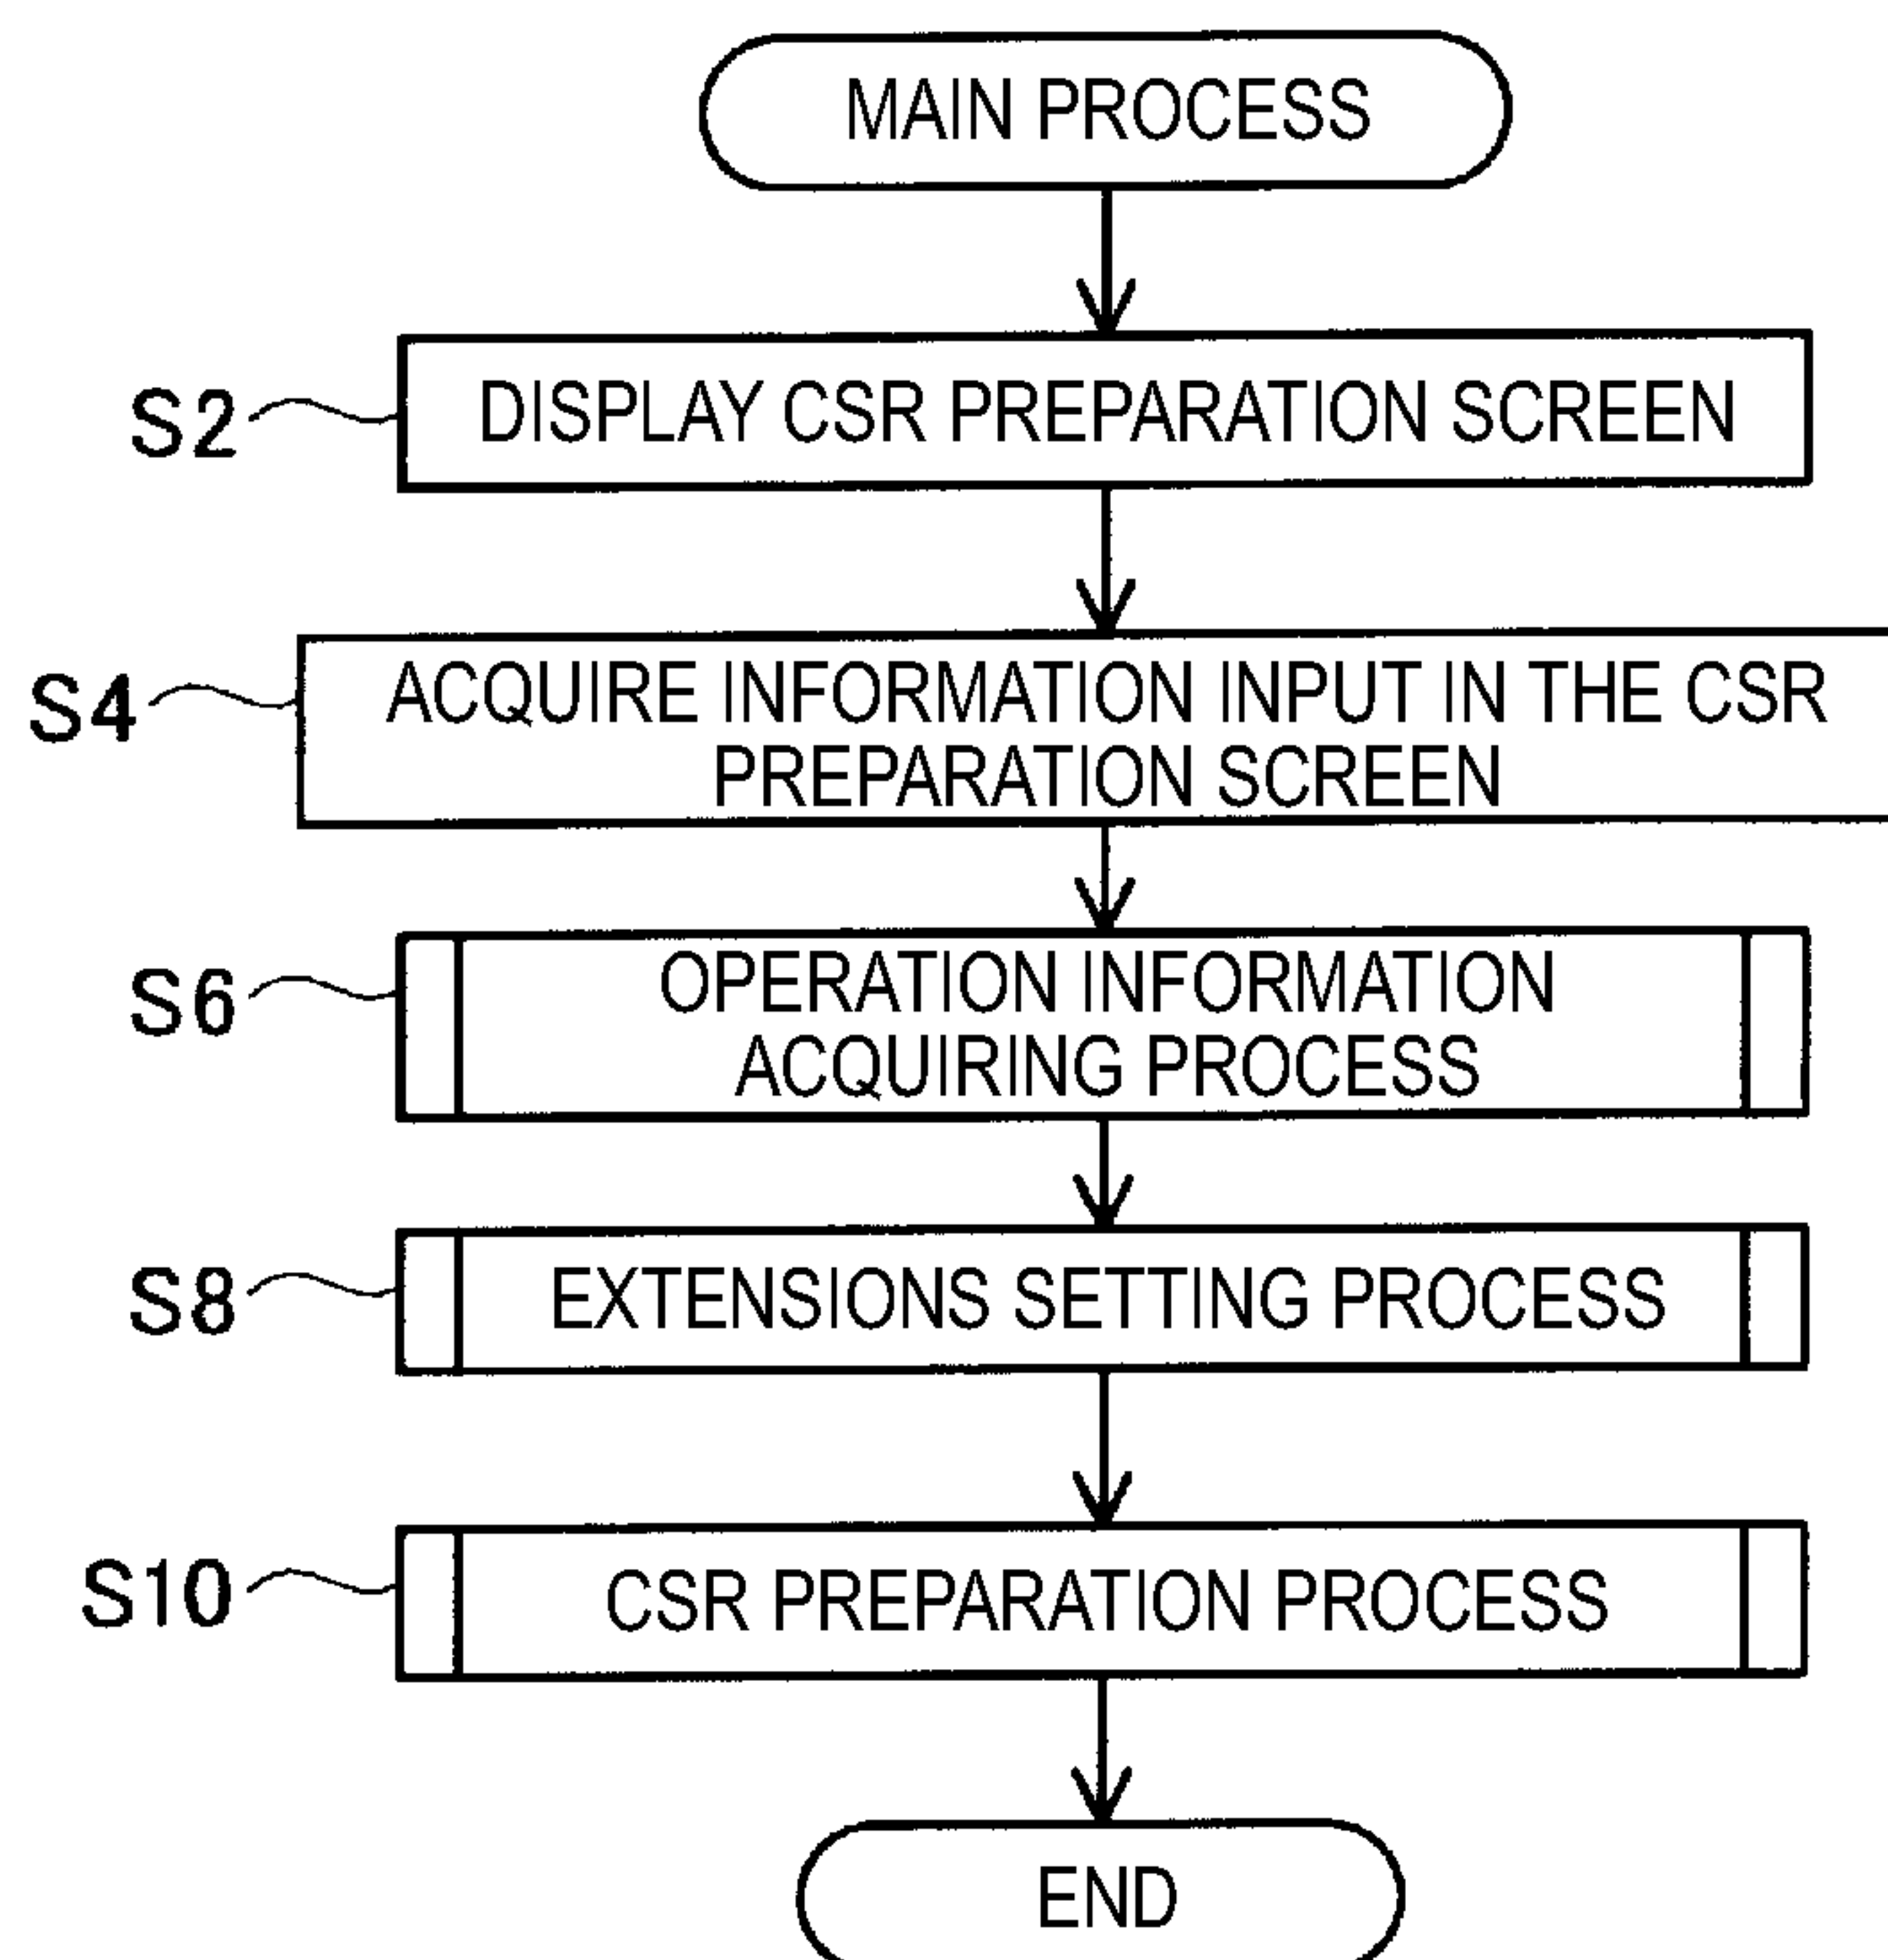 MAIN PROCESS
S2
DISPLAY CSR PREPARATION SCREEN
S4
ACQUIRE INFORMATION INPUT IN THE CSR
PREPARATION SCREEN
S6
OPERATION INFORMATION
ACQUIRING PROCESS
S8
EXTENSIONS SETTING PROCESS
S10
CSR PREPARATION PROCESS
END